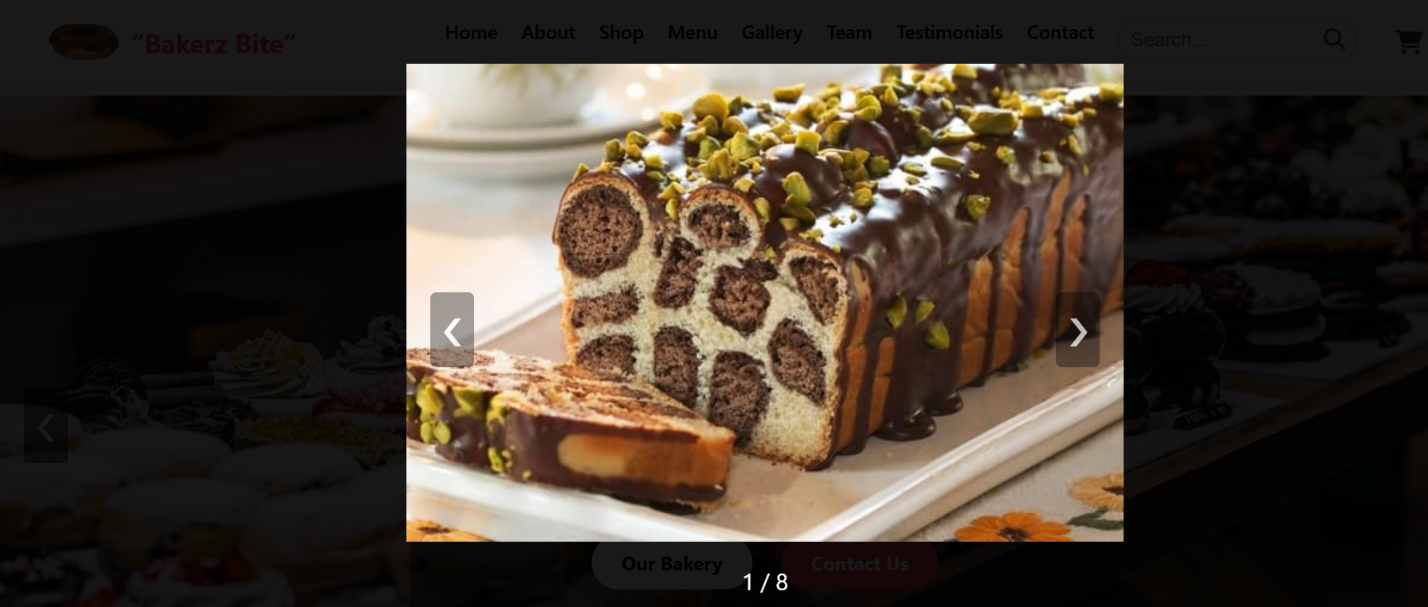 “Bakerz Bite”
Home About Shop Menu Gallery Team Testimonials Contact
Search...
Our Bakery Contact Us
1 / 8